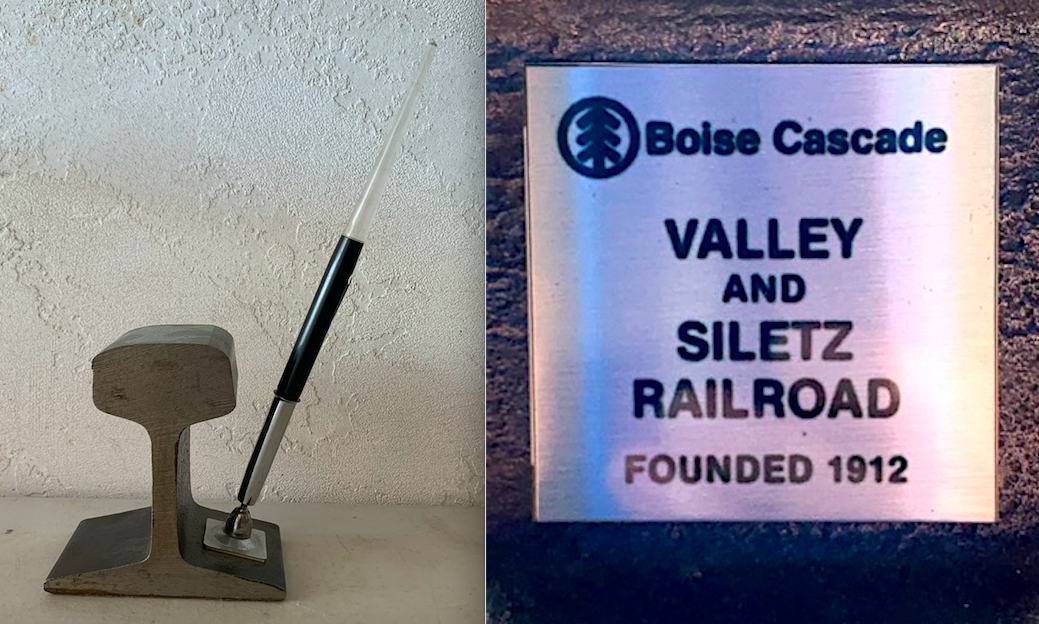 Boise Cascade
VALLEY
AND
SILETZ
RAILROAD
FOUNDED 1912